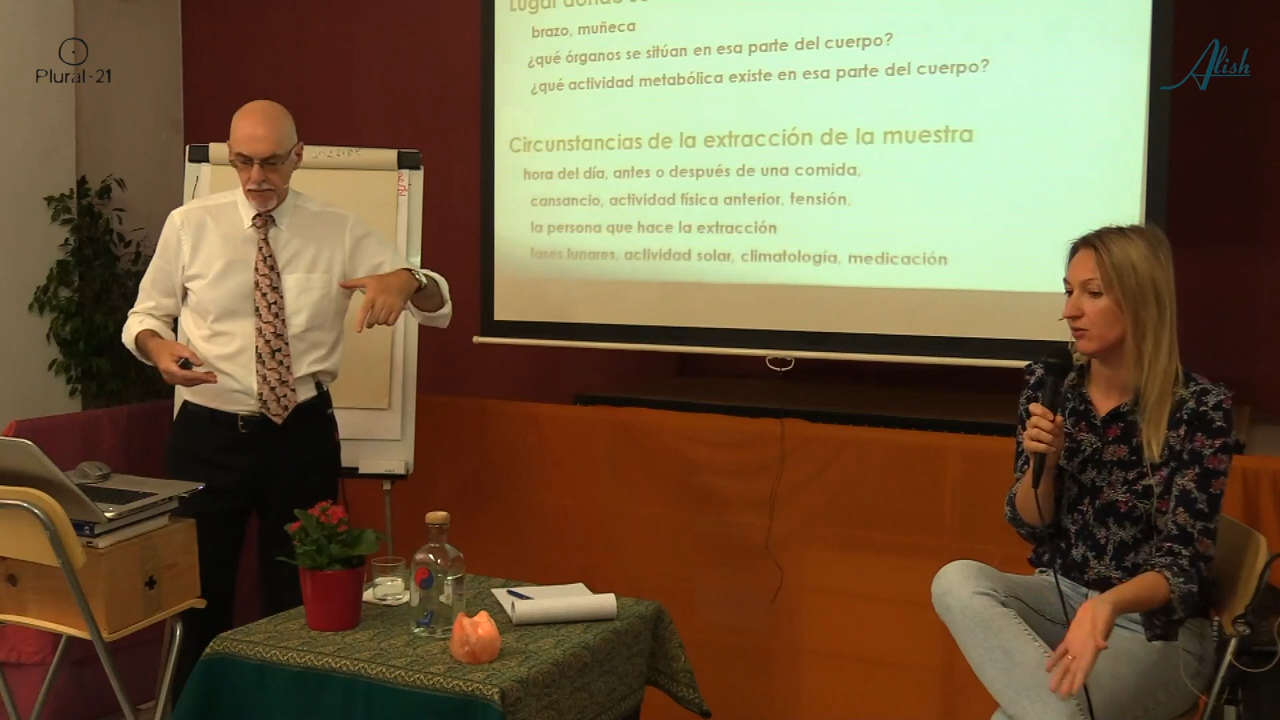 Plural-21
Alish
Lugar donde
brazo, muñeca
¿qué órganos se sitúan en esa parte del cuerpo?
¿qué actividad metabólica existe en esa parte del cuerpo?
Circunstancias de la extracción de la muestra
hora del día, antes o después de una comida,
cansancio, actividad física anterior, tensión,
la persona que hace la extracción
fases lunares, actividad solar, climatología, medicación